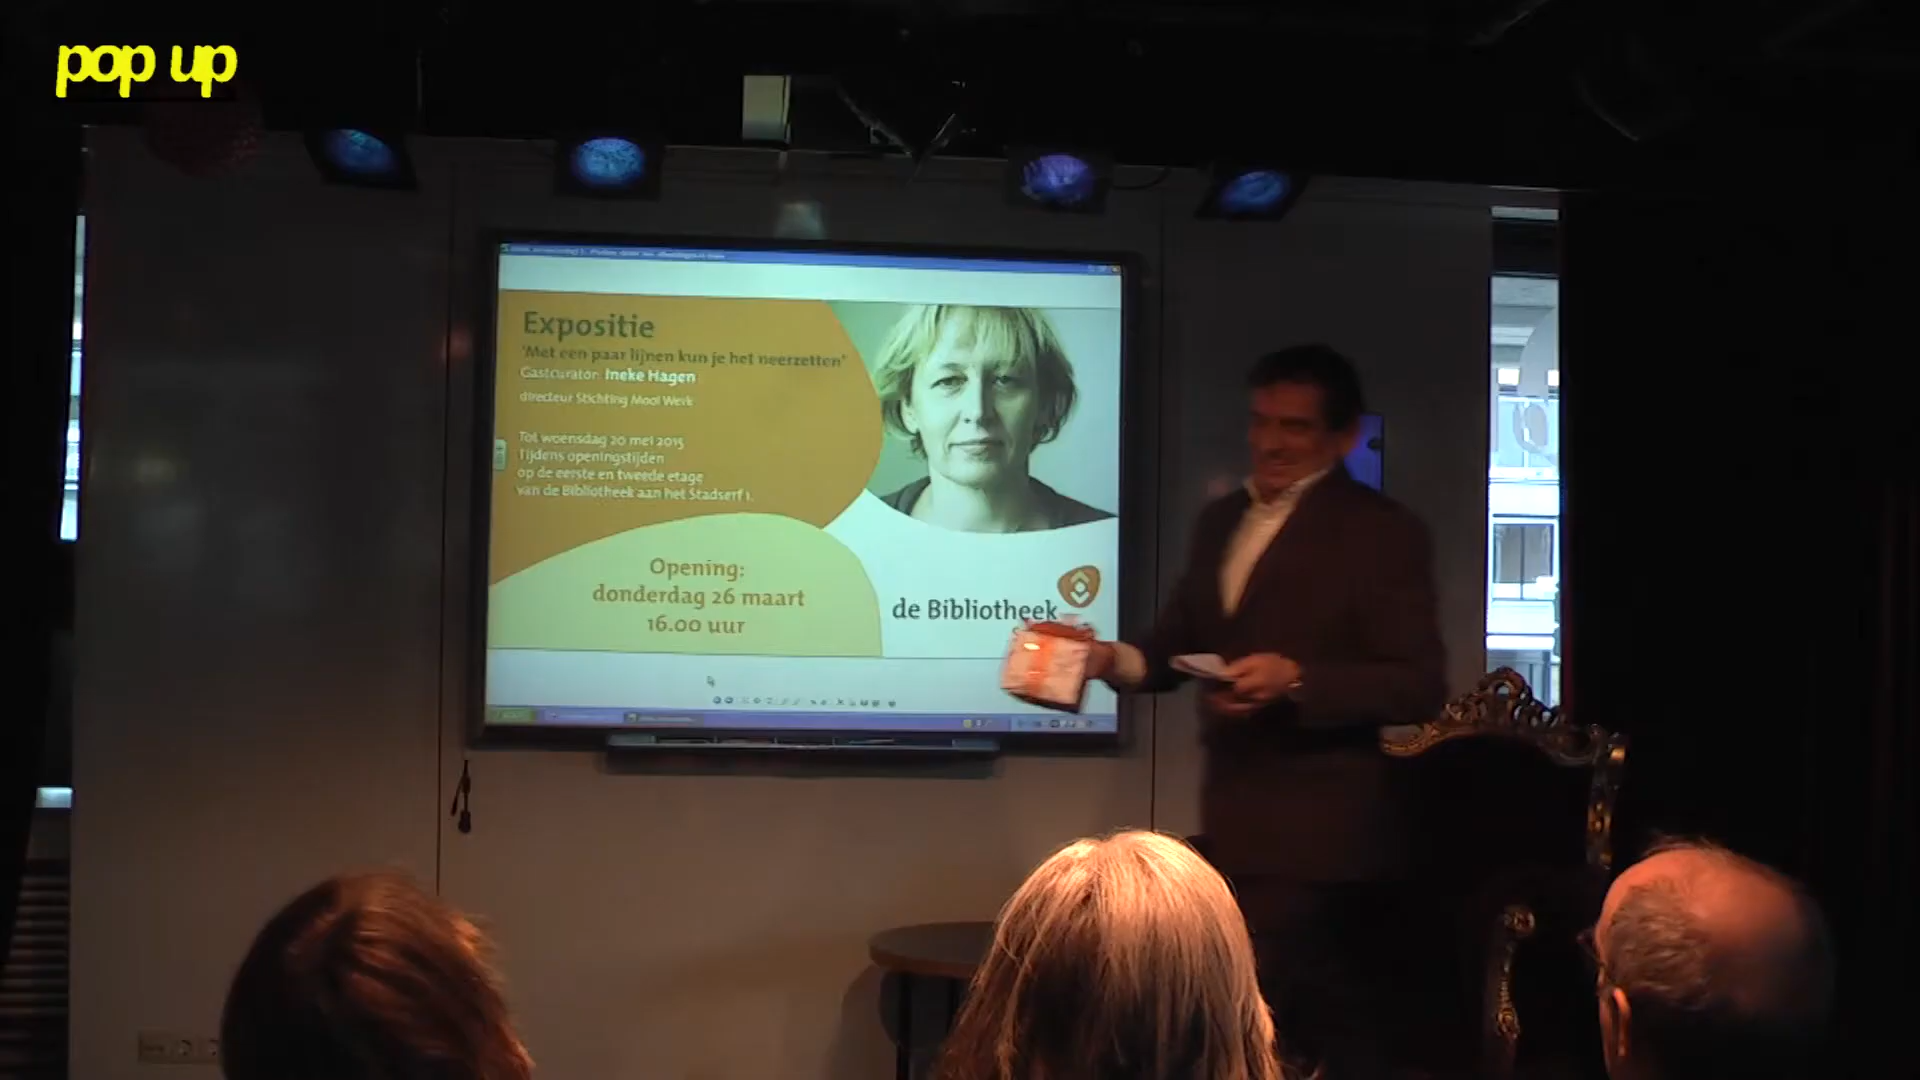 pop up
Expositie
'Met een paar lijnen kun je het neerzetten'
Gastcurator: Ineke Hagen
directeur Stichting Mooi Werk
Tot woensdag 20 mei 2015
Tijdens openingstijden
op de eerste en tweede etage
van de Bibliotheek aan het Stadserf 1.
Opening:
donderdag 26 maart
16.00 uur
de Bibliotheek